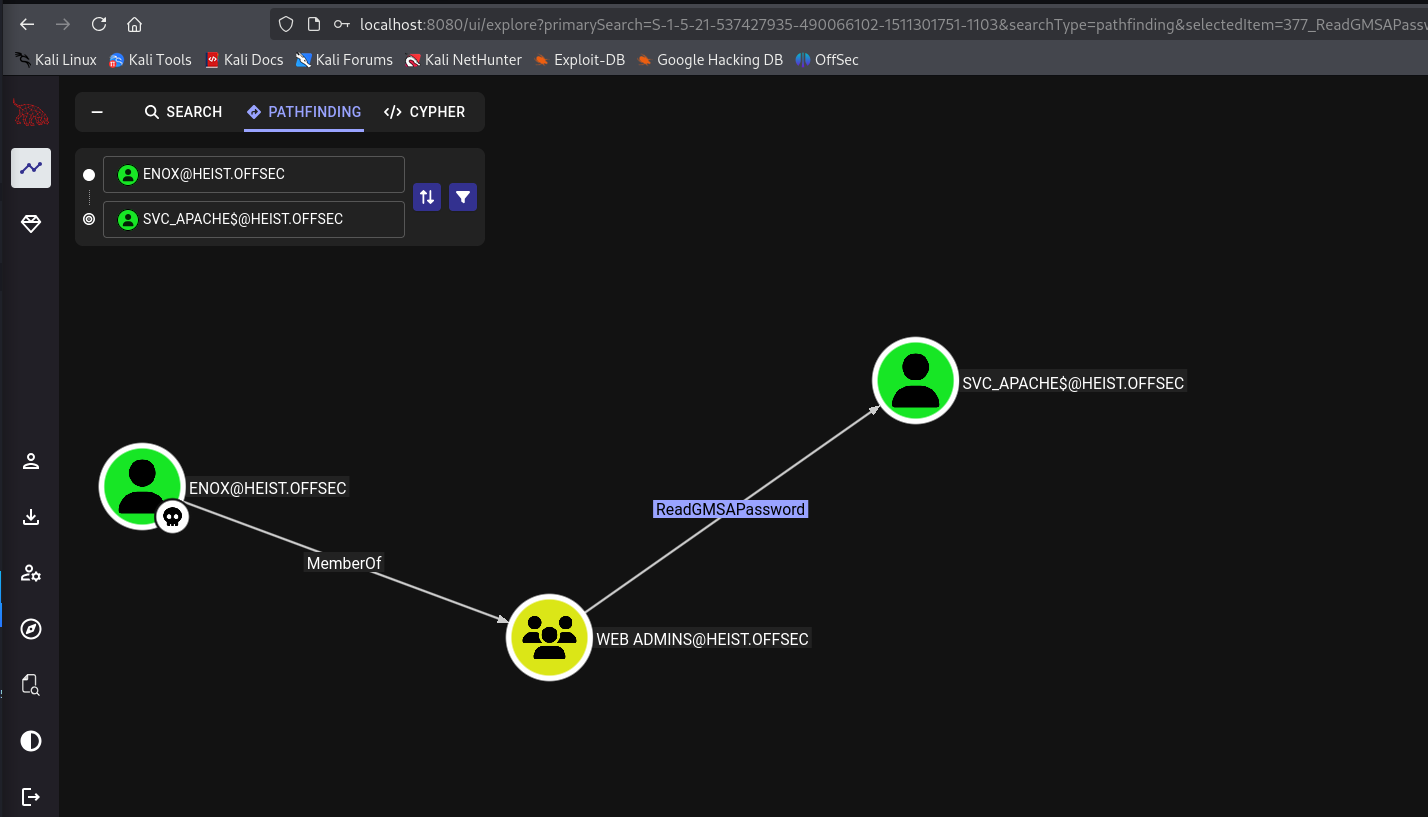 localhost:8080/ui/explore?primarySearch=S-1-5-21-537427935-490066102-1511301751-1103&searchType=pathfinding&selectedItem=377_ReadGMSAPassw
Kali Linux Kali Tools Kali Docs Kali Forums Kali NetHunter Exploit-DB Google Hacking DB OffSec
SEARCH PATHFINDING </> CYPHER
ENOX@HEIST.OFFSEC
SVC_APACHE$@HEIST.OFFSEC
SVC_APACHE$@HEIST.OFFSEC
ENOX@HEIST.OFFSEC
ReadGMSAPassword
MemberOf
WEB ADMINS@HEIST.OFFSEC